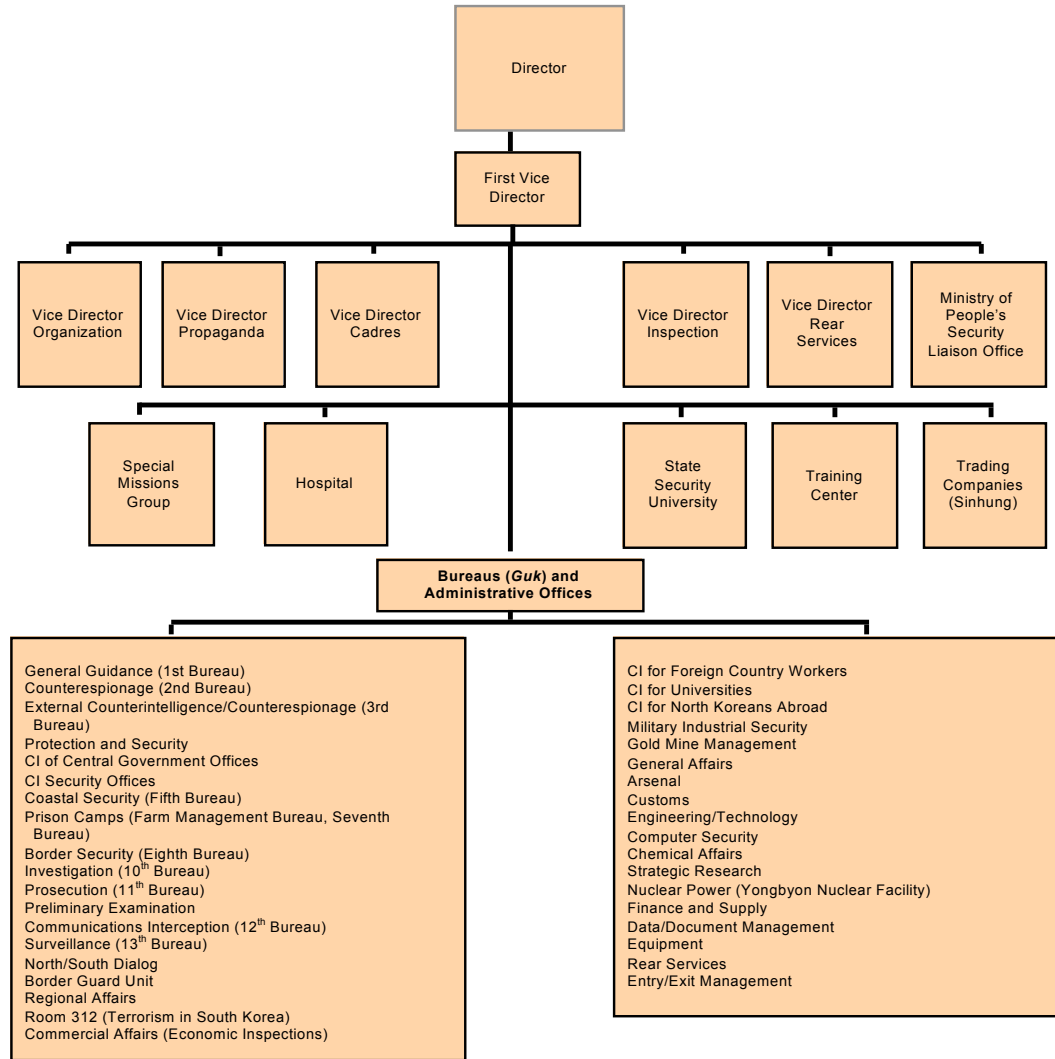 Director
First Vice
Director
Vice Director
Organization
Vice Director
Propaganda
Vice Director
Cadres
Vice Director
Inspection
Vice Director
Rear
Services
Ministry of
People's
Security
Liaison Office
Special
Missions
Group
Hospital
State
Security
University
Training
Center
Trading
Companies
(Sinhung)
Bureaus (Guk) and
Administrative Offices
General Guidance (1st Bureau)
Counterespionage (2nd Bureau)
External Counterintelligence/Counterespionage (3rd
Bureau)
Protection and Security
CI of Central Government Offices
CI Security Offices
Coastal Security (Fifth Bureau)
Prison Camps (Farm Management Bureau, Seventh
Bureau)
Border Security (Eighth Bureau)
Investigation (10th Bureau)
Prosecution (11th Bureau)
Preliminary Examination
Communications Interception (12th Bureau)
Surveillance (13th Bureau)
North/South Dialog
Border Guard Unit
Regional Affairs
Room 312 (Terrorism in South Korea)
Commercial Affairs (Economic Inspections)
CI for Foreign Country Workers
CI for Universities
CI for North Koreans Abroad
Military Industrial Security
Gold Mine Management
General Affairs
Arsenal
Customs
Engineering/Technology
Computer Security
Chemical Affairs
Strategic Research
Nuclear Power (Yongbyon Nuclear Facility)
Finance and Supply
Data/Document Management
Equipment
Rear Services
Entry/Exit Management